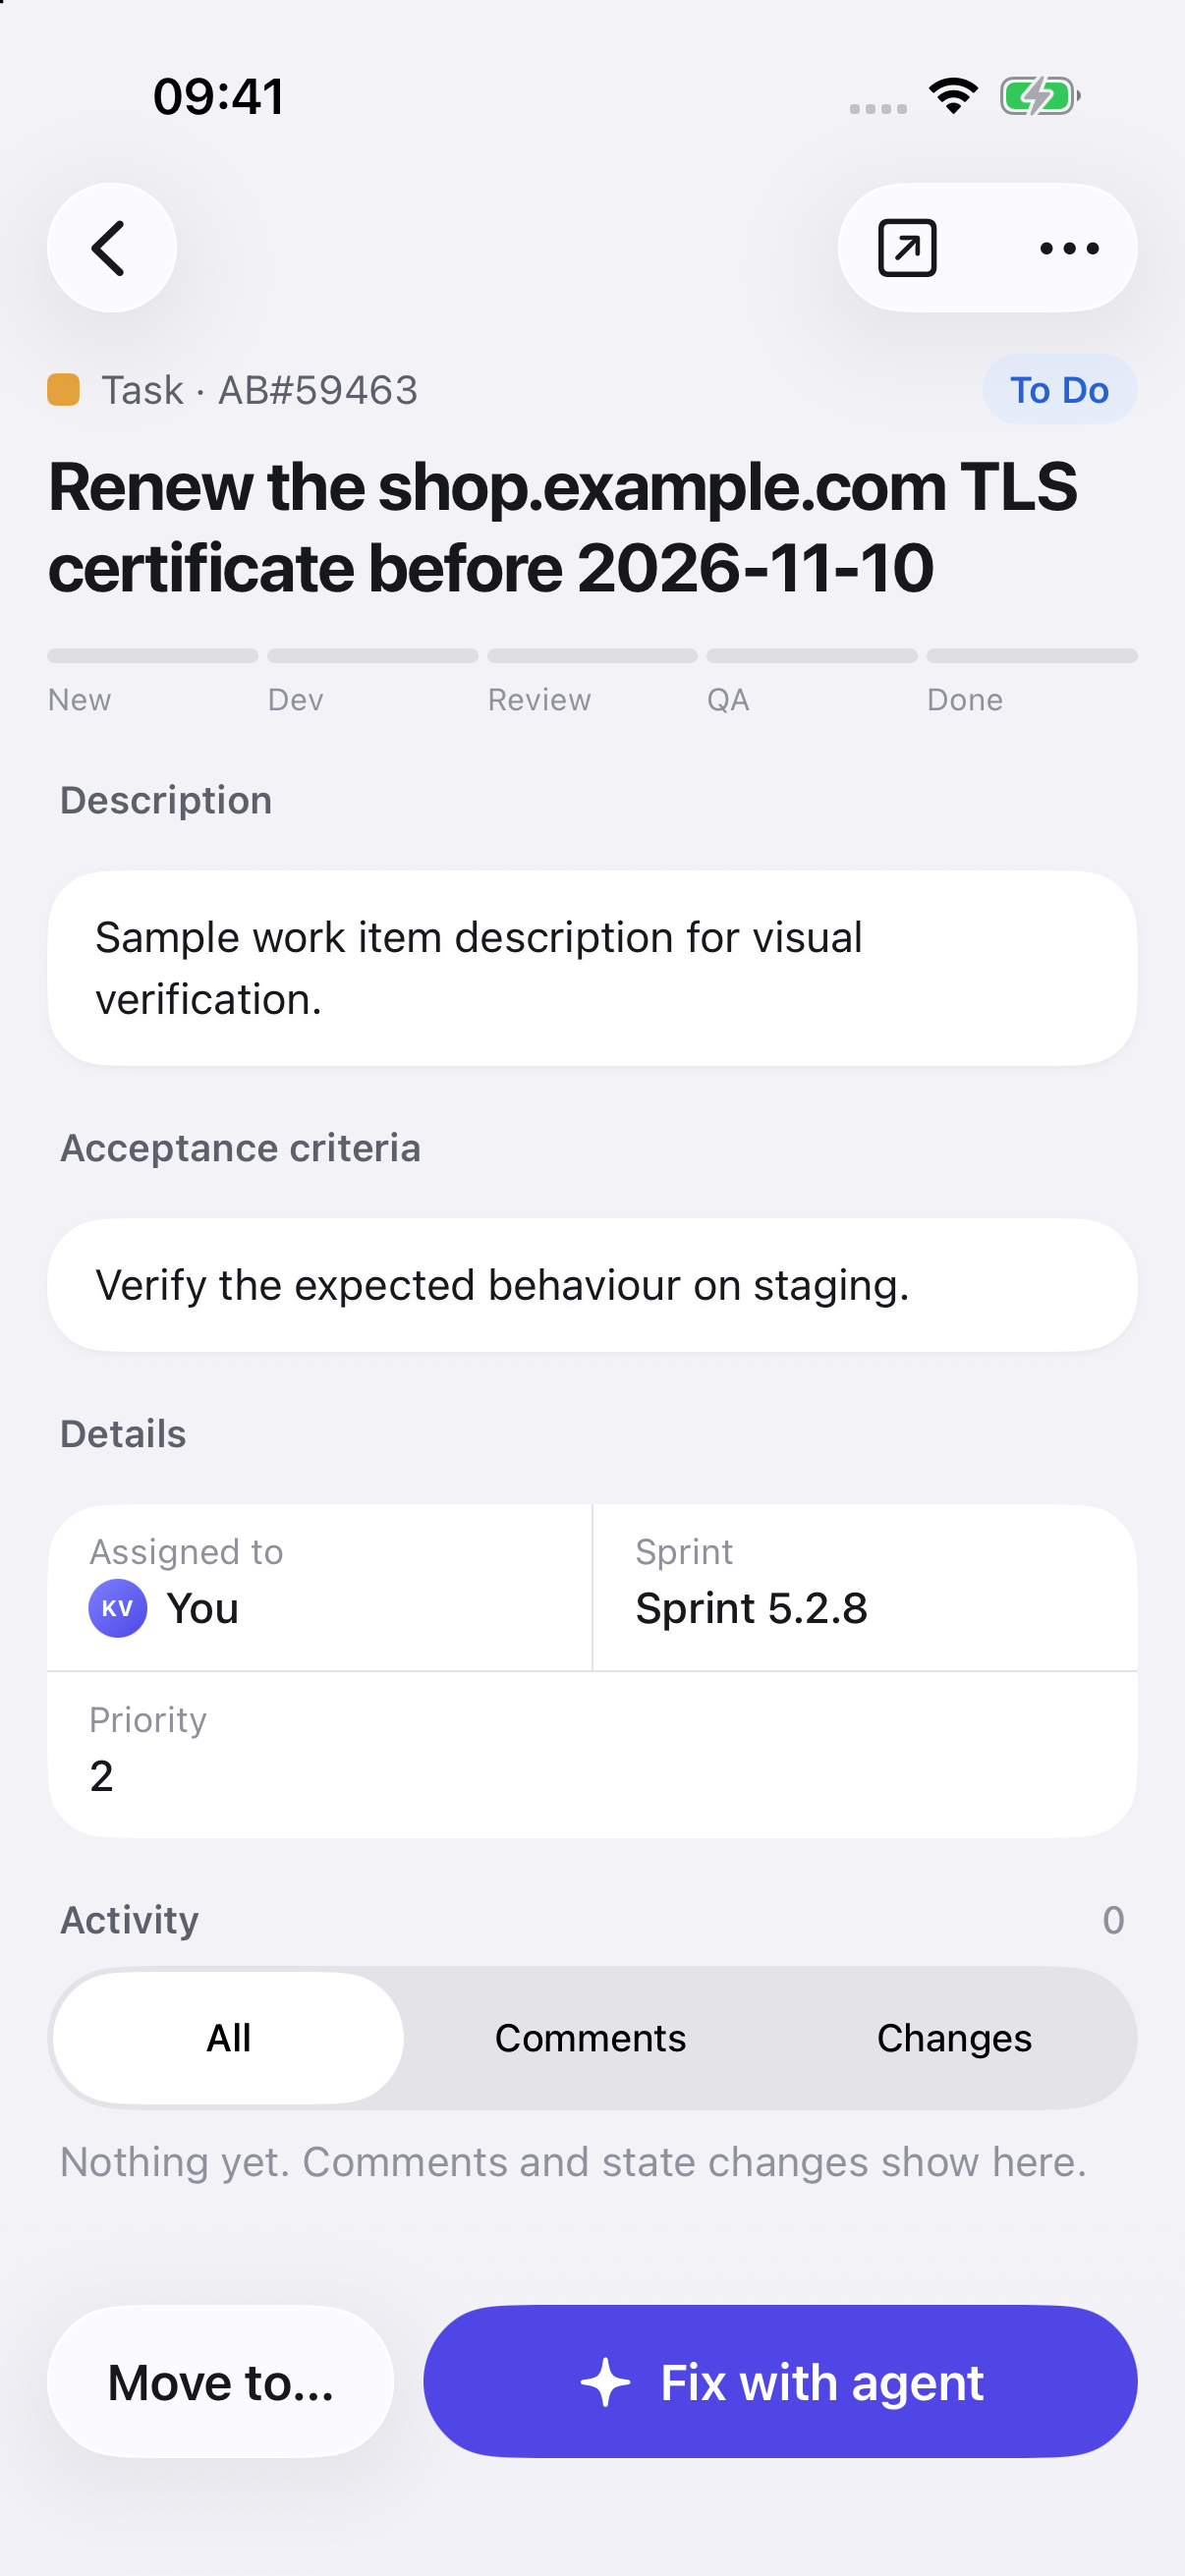 09:41
Task · AB#59463
To Do
Renew the shop.example.com TLS
certificate before 2026-11-10
New Dev Review QA Done
Description
Sample work item description for visual
verification.
Acceptance criteria
Verify the expected behaviour on staging.
Details
Assigned to
KV You
Sprint
Sprint 5.2.8
Priority
2
Activity 0
All Comments Changes
Nothing yet. Comments and state changes show here.
Move to... Fix with agent